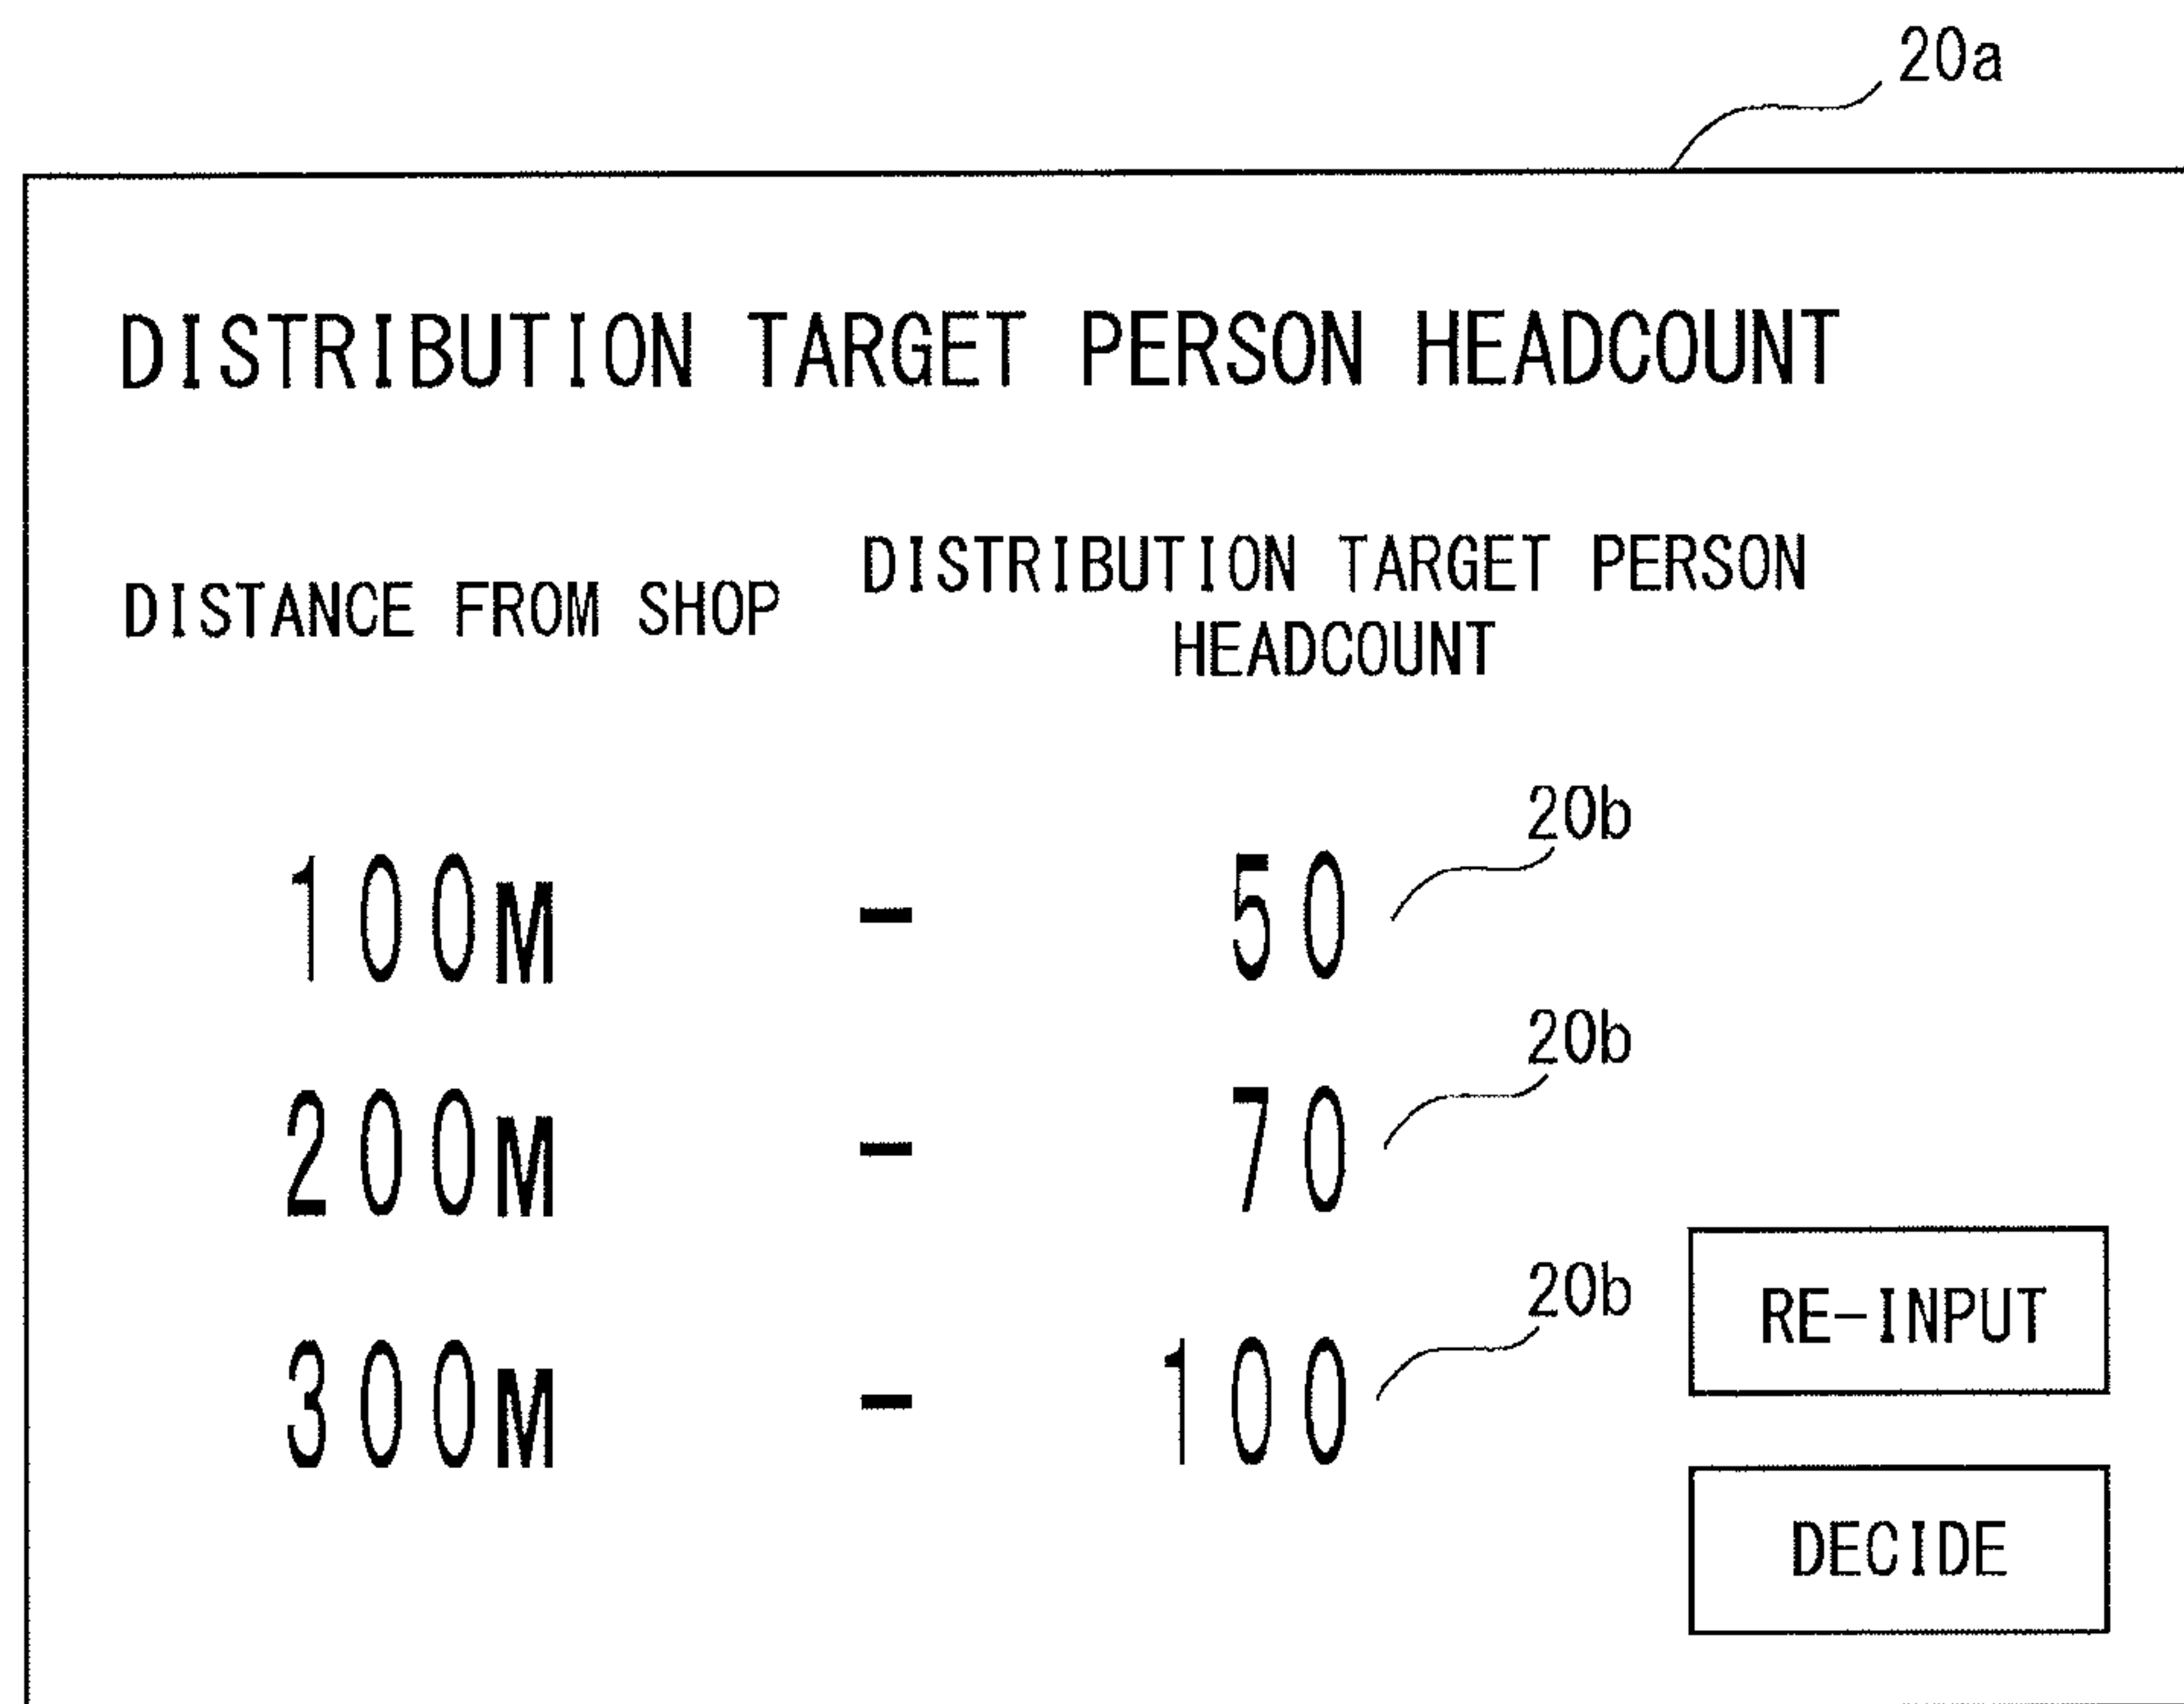 20a
DISTRIBUTION TARGET PERSON HEADCOUNT
DISTANCE FROM SHOP
DISTRIBUTION TARGET PERSON
HEADCOUNT
100M - 50 20b
200M - 70 20b
300M - 100 20b
RE-INPUT
DECIDE